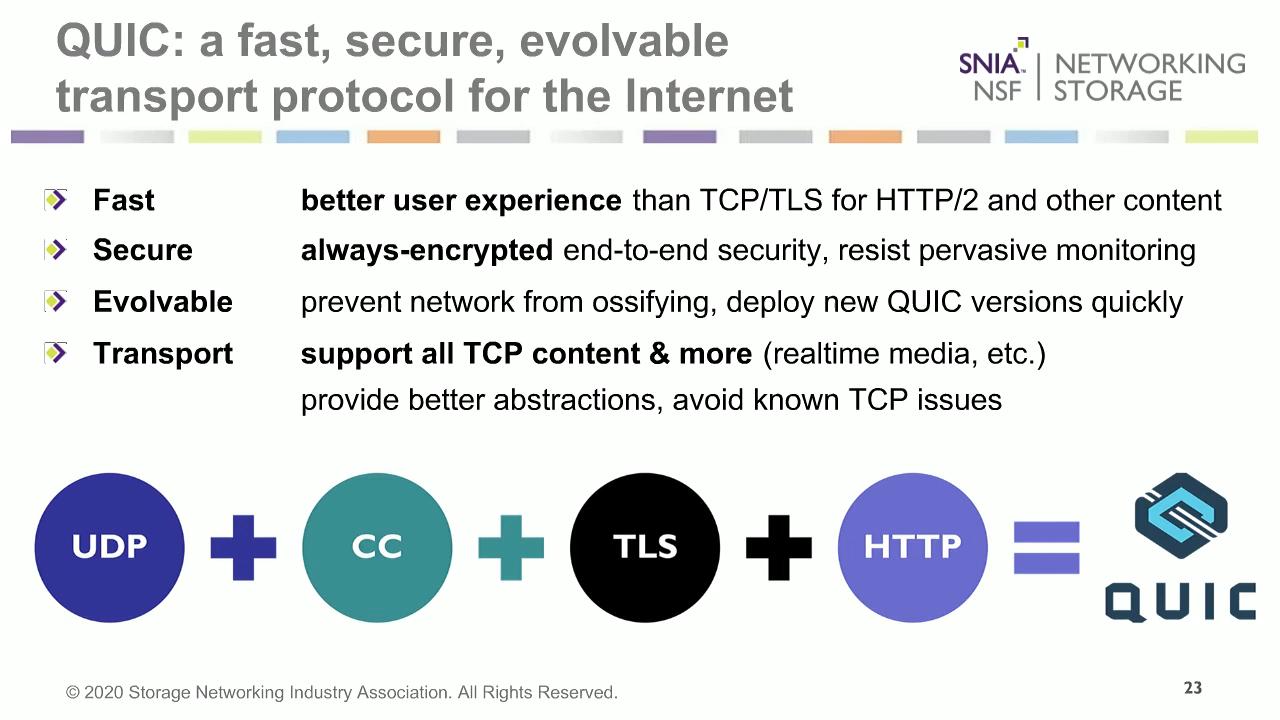 QUIC: a fast, secure, evolvable
transport protocol for the Internet
SNIA™ NETWORKING
NSF STORAGE
Fast better user experience than TCP/TLS for HTTP/2 and other content
Secure always-encrypted end-to-end security, resist pervasive monitoring
Evolvable prevent network from ossifying, deploy new QUIC versions quickly
Transport support all TCP content & more (realtime media, etc.)
provide better abstractions, avoid known TCP issues
UDP + CC + TLS + HTTP =
QUIC
© 2020 Storage Networking Industry Association. All Rights Reserved.
23